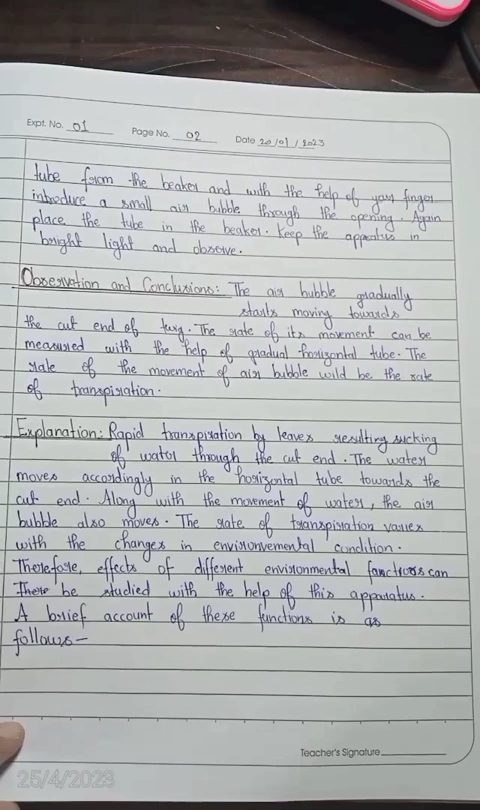 Expt. No. 01
Page No. 02
Date 20/01/2023
tube from the beaker and with the help of your finger
introduce a small air bubble through the opening. Again
place the tube in the beaker. Keep the apparatus in
bright light and observe.
Observation and Conclusions: The air bubble gradually
starts moving towards
the cut end of twig. The rate of its movement can be
measured with the help of gradual horizontal tube. The
rate of the movement of air bubble wild be the rate
of transpiration.
Explanation: Rapid transpiration by leaves resulting sucking
of water through the cut end. The water
moves accordingly in the horizontal tube towards the
cut end. Along with the movement of water, the air
bubble also moves. The rate of transpiration varies
with the changes in environvemental condition.
Therefore, effects of different environmental functions can
There be studied with the help of this apparatus.
A brief account of these functions is as
follows—
Teacher's Signature
25/4/2023